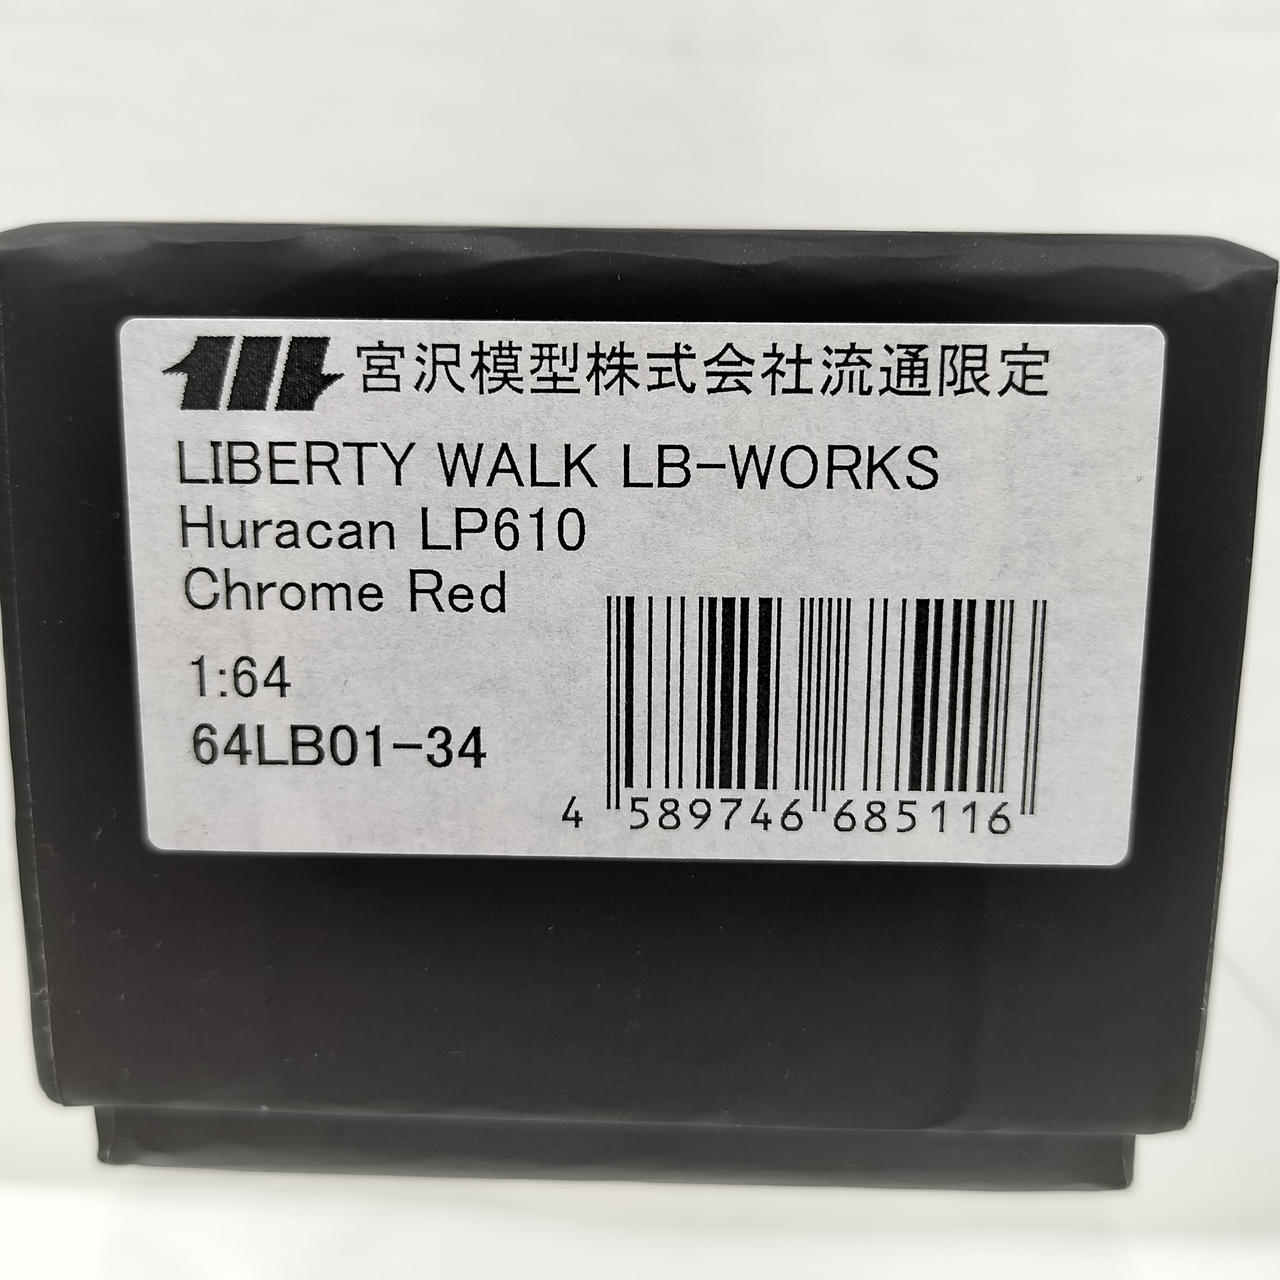 宮沢模型株式会社流通限定
LIBERTY WALK LB-WORKS
Huracan LP610
Chrome Red
1:64
64LB01-34
4 589746 685116